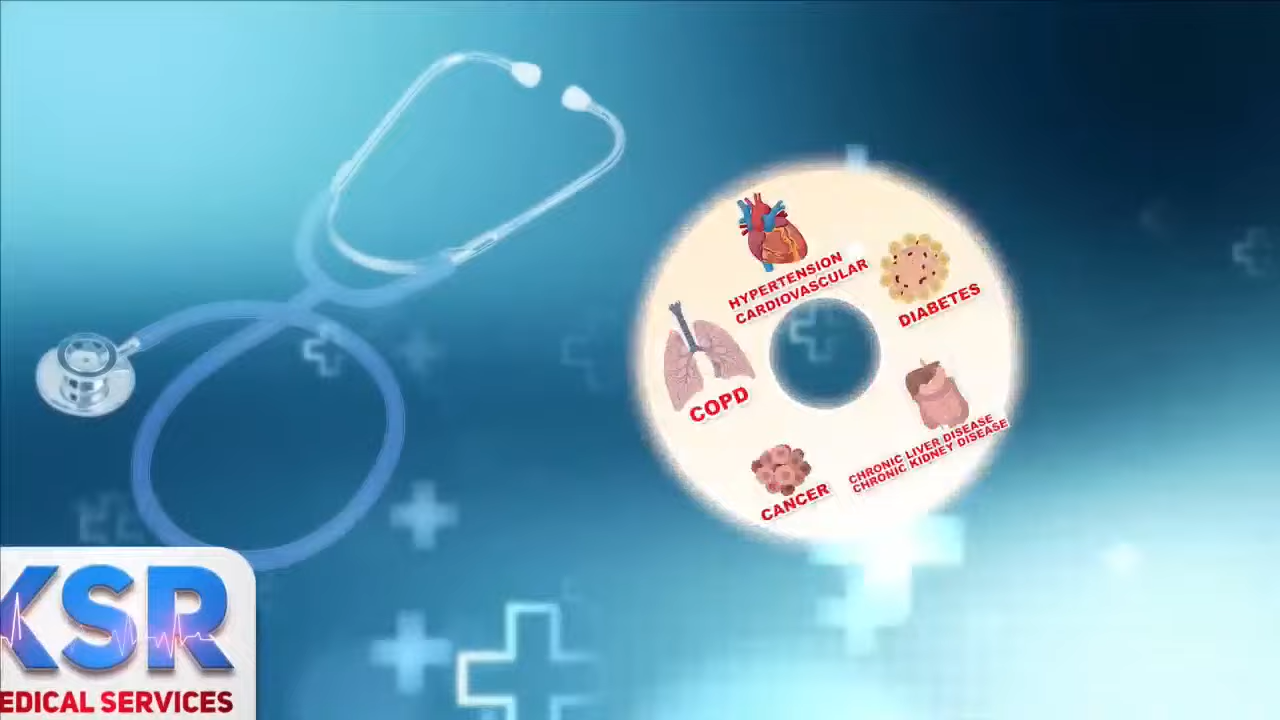 HYPERTENSION
CARDIOVASCULAR
DIABETES
COPD
CHRONIC LIVER DISEASE
CHRONIC KIDNEY DISEASE
CANCER
KSR
EDICAL SERVICES